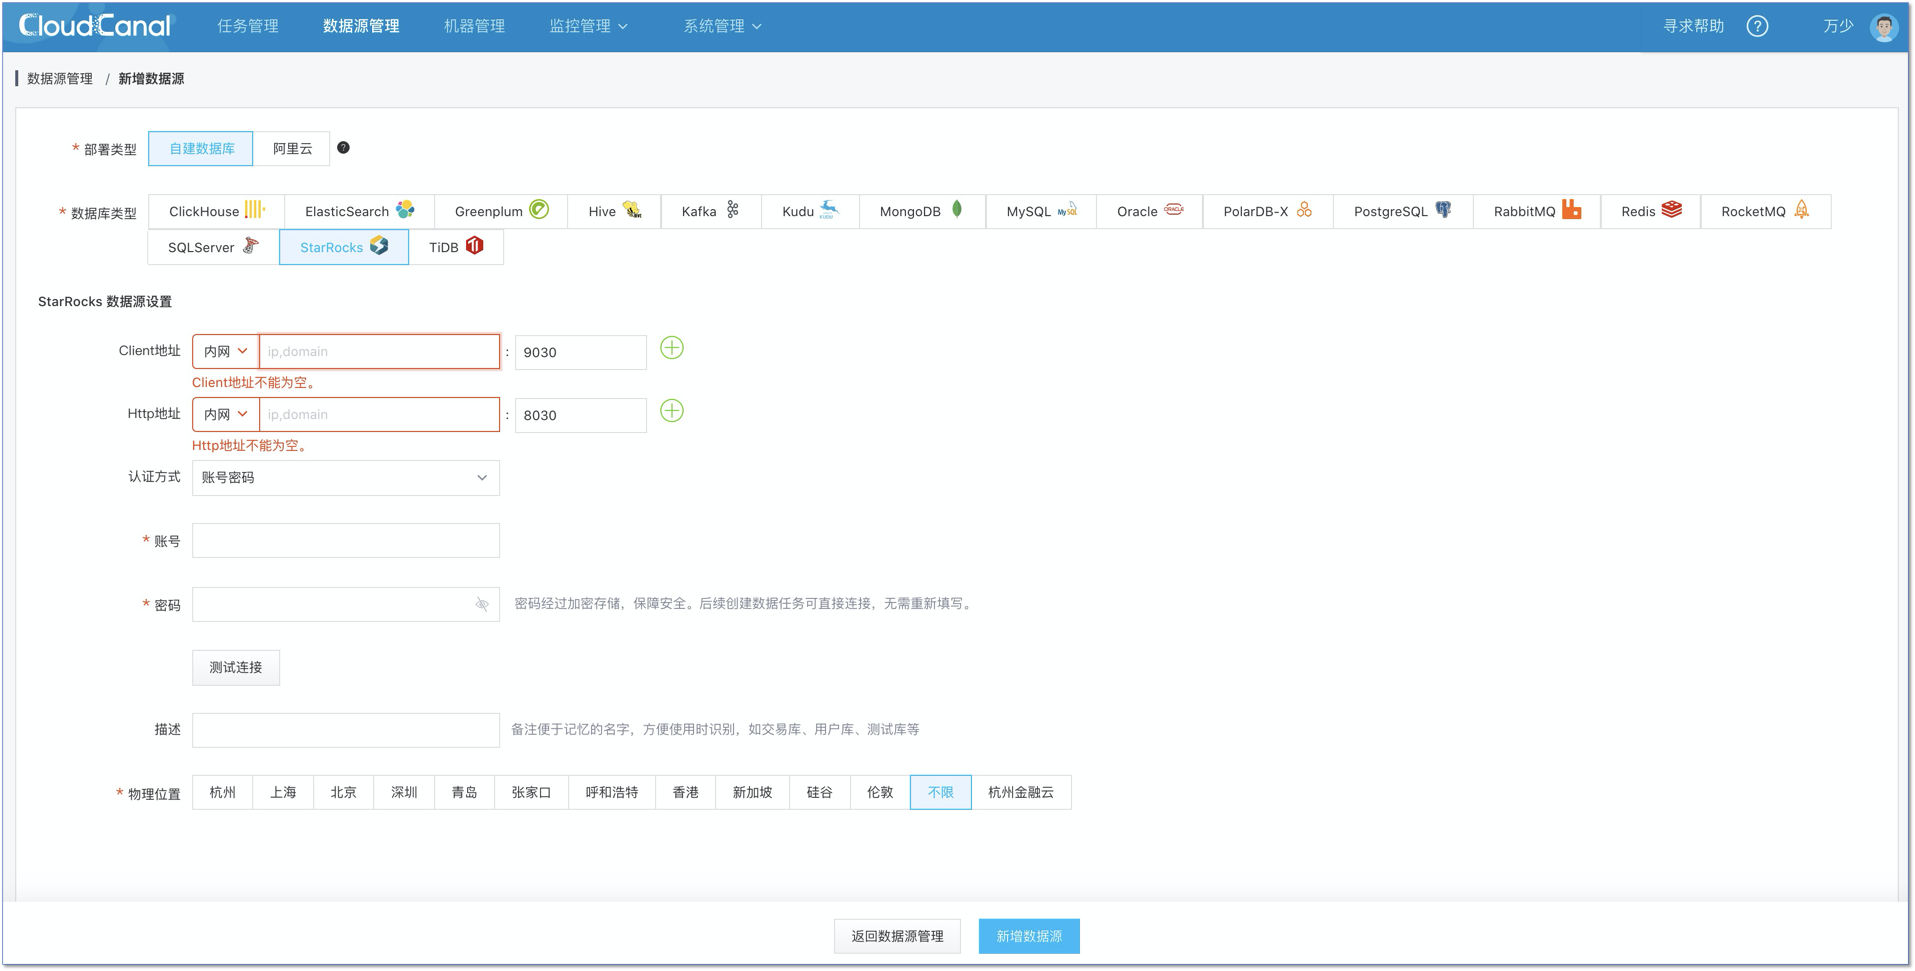 CloudCanal 任务管理 数据源管理 机器管理 监控管理 系统管理 寻求帮助 ? 万少
数据源管理 / 新增数据源
* 部署类型 自建数据库 阿里云 ?
* 数据库类型 ClickHouse ElasticSearch Greenplum Hive HIVE Kafka Kudu KUDU MongoDB MySQL MySQL Oracle ORACLE PolarDB-X PostgreSQL RabbitMQ Redis RocketMQ
SQLServer StarRocks TiDB
StarRocks 数据源设置
Client地址 内网 ip,domain : 9030
Client地址不能为空。
Http地址 内网 ip,domain : 8030
Http地址不能为空。
认证方式 账号密码
* 账号
* 密码 密码经过加密存储，保障安全。后续创建数据任务可直接连接，无需重新填写。
测试连接
描述 备注便于记忆的名字，方便使用时识别，如交易库、用户库、测试库等
* 物理位置 杭州 上海 北京 深圳 青岛 张家口 呼和浩特 香港 新加坡 硅谷 伦敦 不限 杭州金融云
返回数据源管理 新增数据源